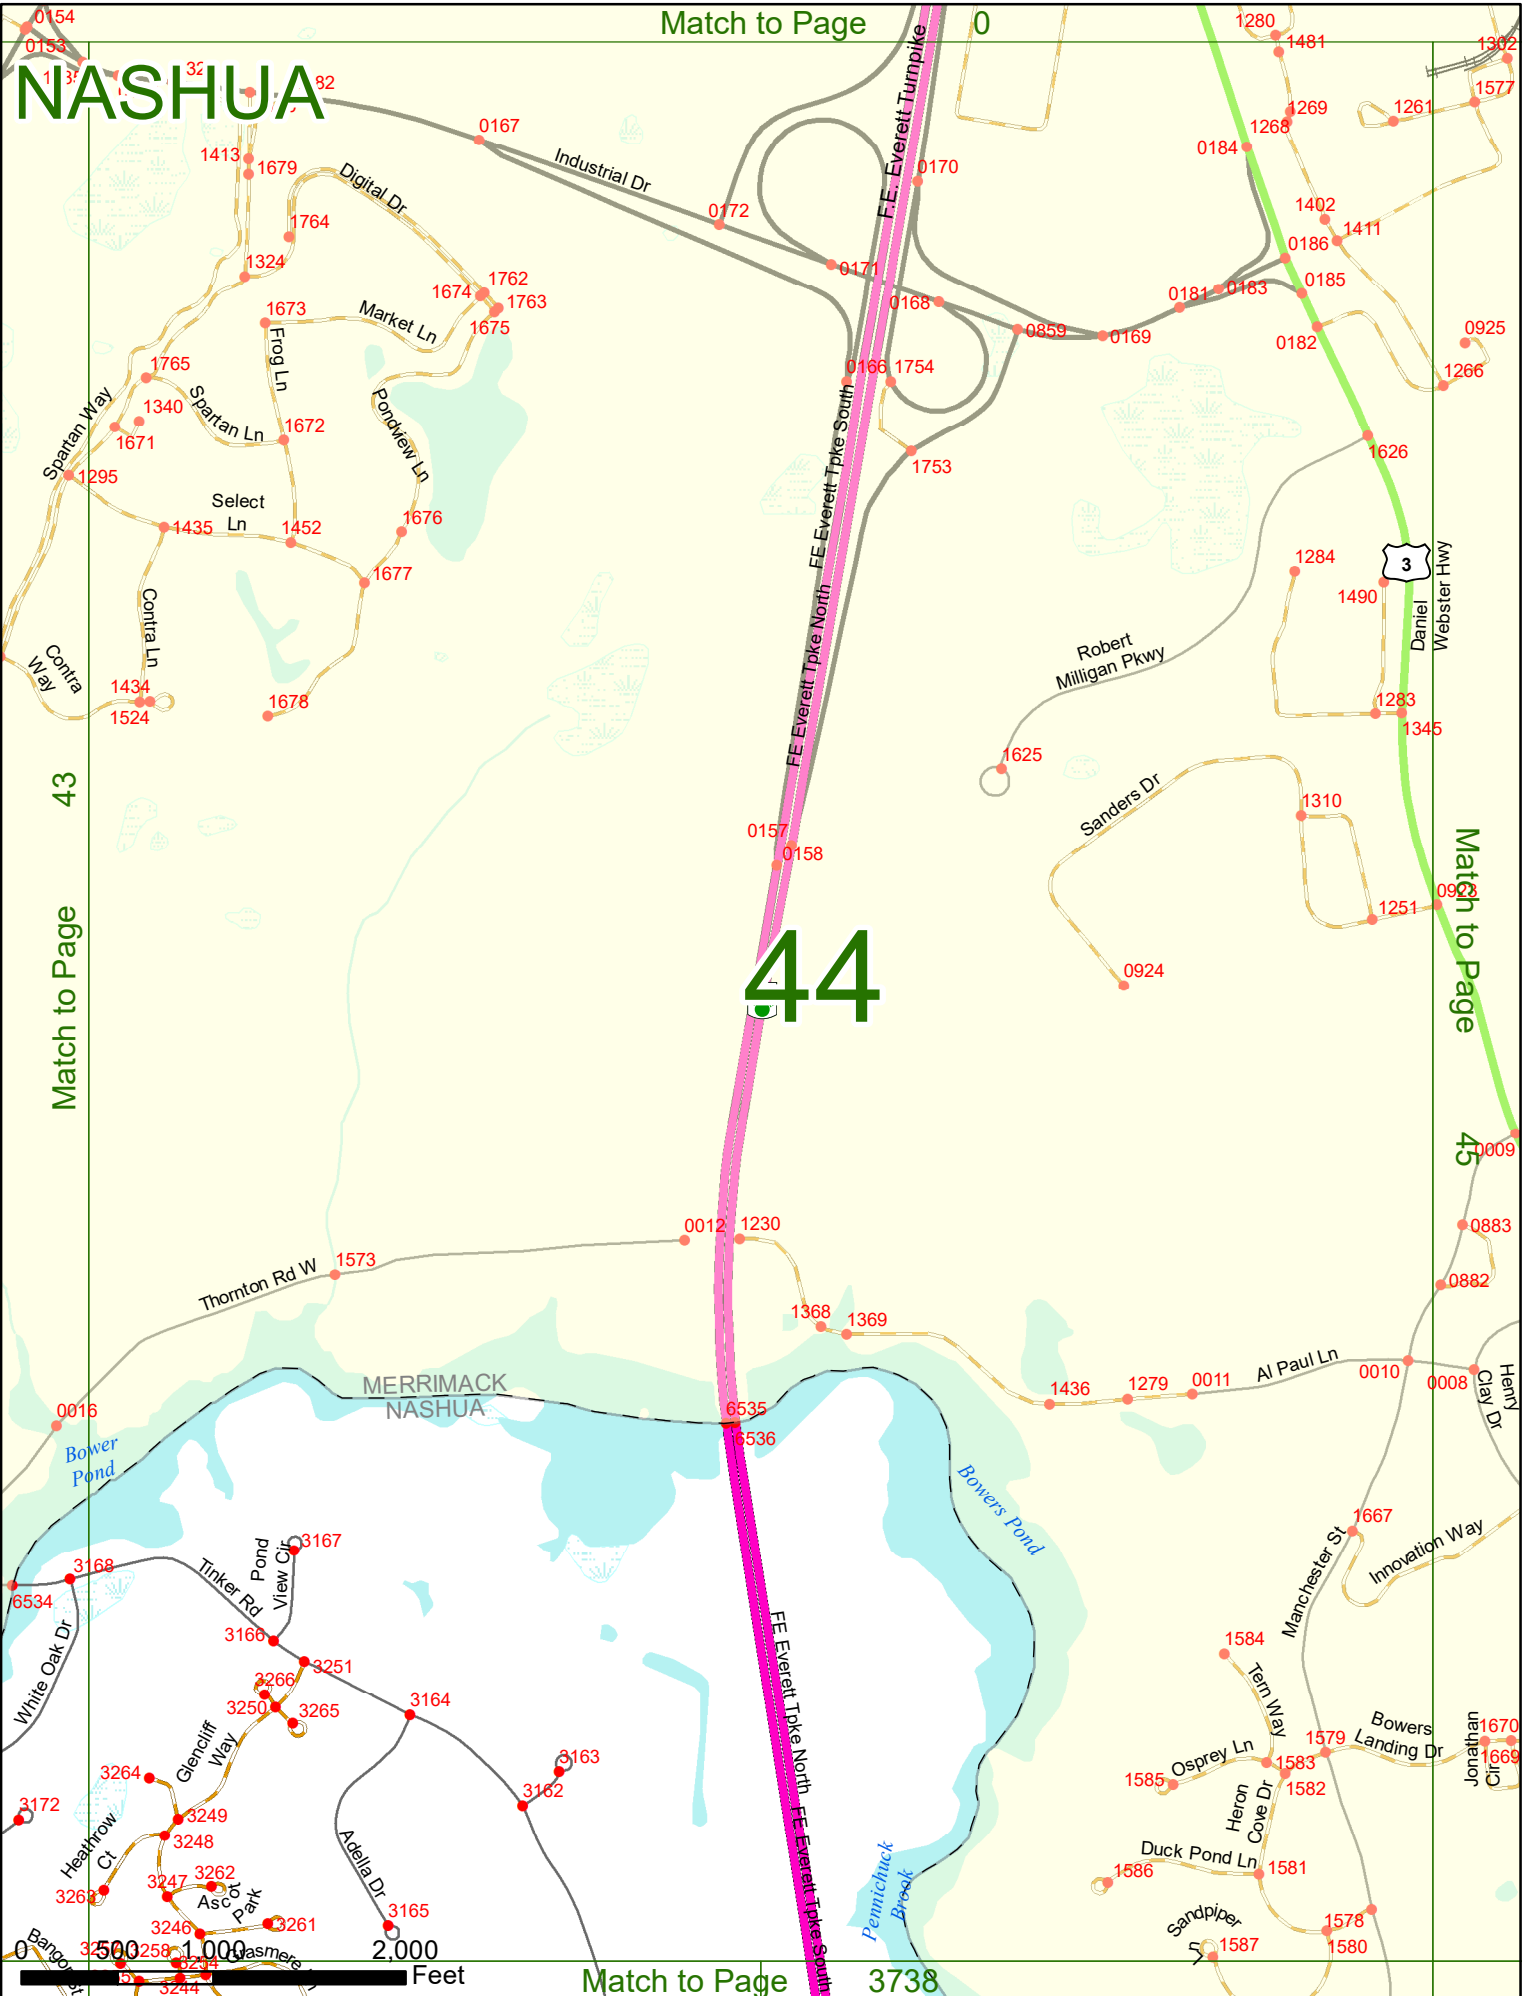 Match to Page 0
NASHUA
0154
0153
82
0167
Industrial Dr
0172
0171
0170
F.E. Everett Turnpike
1280
1481
1302
1577
1269
1268
1261
0184
1402
1411
0186
0185
0183
0181
0182
0925
1266
0168
0859
0169
0166
1754
1753
1626
1413
1679
Digital Dr
1764
1324
1762
1674
1763
1675
1673
Market Ln
Frog Ln
1765
1340
1671
Spartan Way
Spartan Ln
1672
Pondview Ln
1295
Select
Ln
1435
1452
1676
1677
Contra Ln
Contra
Way
1434
1524
1678
FE Everett Tpke South
FE Everett Tpke North
3
Daniel
Webster Hwy
1284
1490
Robert
Milligan Pkwy
1283
1345
1625
Sanders Dr
1310
1251
0923
0924
0157
0158
44
Match to Page 43
Match to Page 45
0009
0883
0882
0012
1230
1573
Thornton Rd W
1368
1369
1436
1279
0011
Al Paul Ln
0010
0008
Henry
Clay Dr
MERRIMACK
NASHUA
6535
6536
0016
Bower
Pond
Bowers Pond
1667
Manchester St
Innovation Way
3167
Pond
View Cir
3168
6534
Tinker Rd
White Oak Dr
3166
3251
3266
3250
3265
3164
Glencliff
Way
3264
3163
3162
3172
3249
3248
Heathrow
Ct
3247
3262
3263
Ascot
Park
3246
3261
Adella Dr
3165
FE Everett Tpke North
FE Everett Tpke South
Pennichuck
Brook
1584
Tern Way
1579
Bowers
Landing Dr
Jonathan
Cir
1670
1669
Osprey Ln
1583
1582
1585
Heron
Cove Dr
Duck Pond Ln
1581
1586
Sandpiper
Ln
1587
1578
1580
Bangor St
3258
3254
3244
Grasmere Ln
0 500 1,000 2,000
Feet
Match to Page 3738